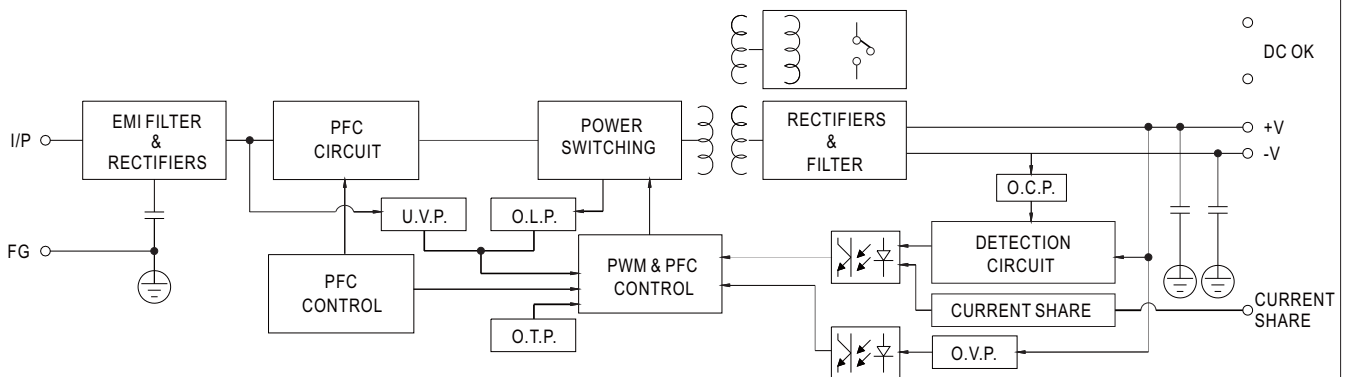 DC OK
I/P
EMI FILTER
&
RECTIFIERS
PFC
CIRCUIT
POWER
SWITCHING
RECTIFIERS
&
FILTER
+V
-V
O.C.P.
U.V.P.
O.L.P.
FG
DETECTION
CIRCUIT
PFC
CONTROL
PWM & PFC
CONTROL
CURRENT SHARE
CURRENT
SHARE
O.T.P.
O.V.P.